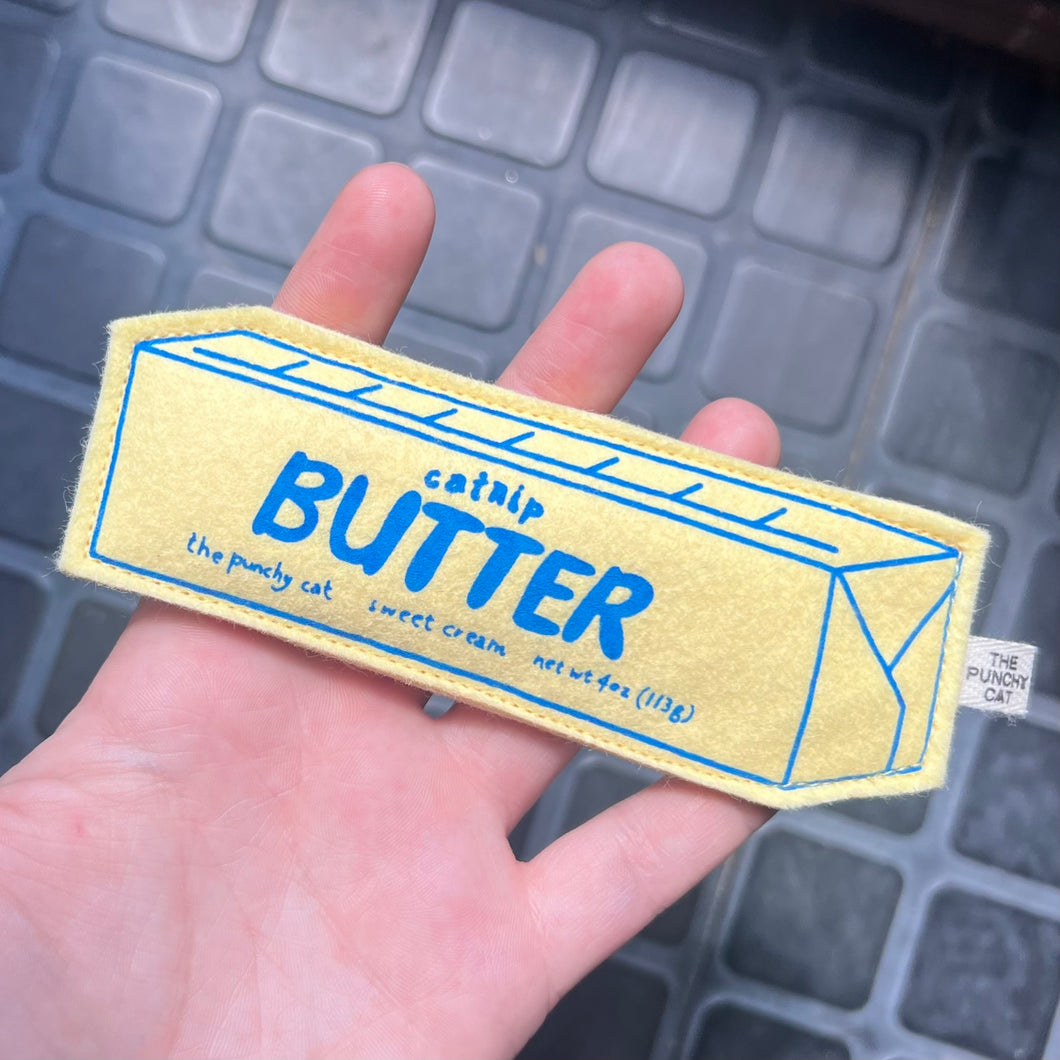 catnip
BUTTER
the punchy cat sweet cream net wt 4oz (113g)
THE
PUNCHY
CAT